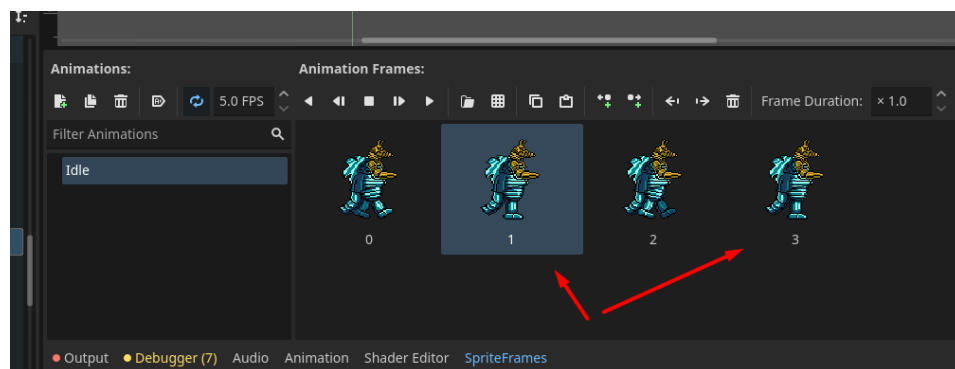 Animations:
Animation Frames:
5.0 FPS
Frame Duration:
× 1.0
Filter Animations
Idle
0
1
2
3
Output
Debugger (7)
Audio
Animation
Shader Editor
SpriteFrames